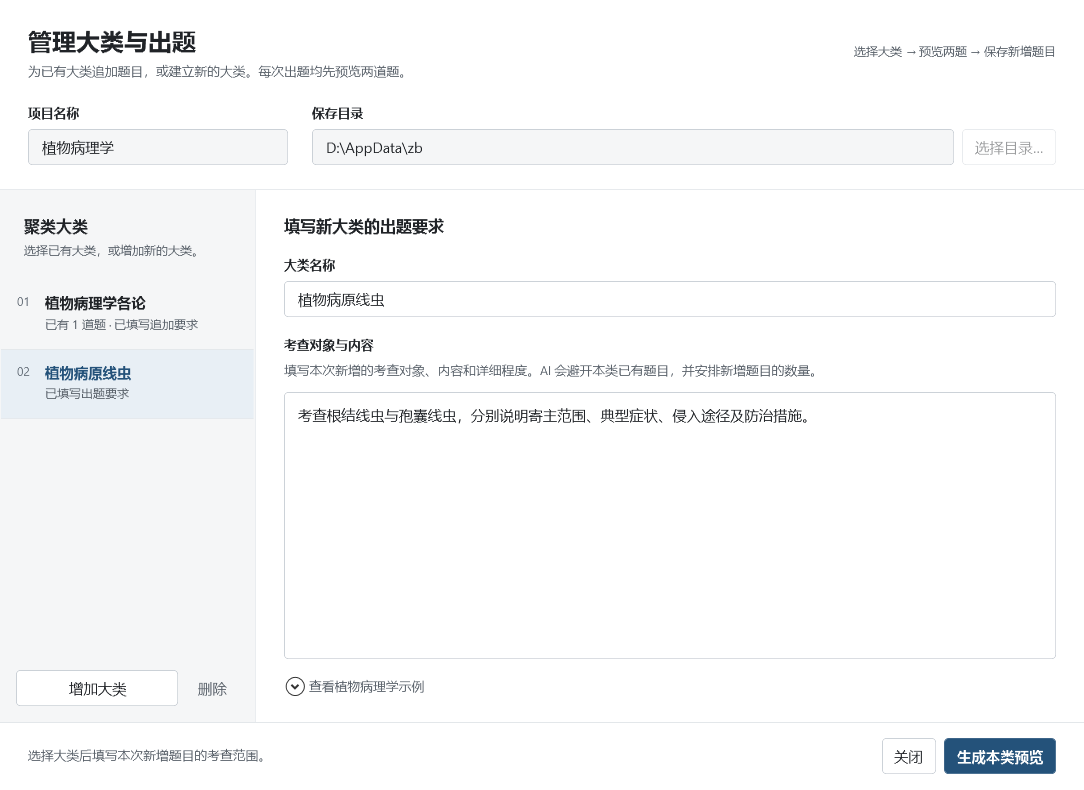 管理大类与出题
为已有大类追加题目，或建立新的大类。每次出题均先预览两道题。
选择大类 → 预览两题 → 保存新增题目
项目名称
植物病理学
保存目录
D:\AppData\zb
选择目录...
聚类大类
选择已有大类，或增加新的大类。
01 植物病理学各论
已有 1 道题 · 已填写追加要求
02 植物病原线虫
已填写出题要求
增加大类
删除
填写新大类的出题要求
大类名称
植物病原线虫
考查对象与内容
填写本次新增的考查对象、内容和详细程度。AI 会避开本类已有题目，并安排新增题目的数量。
考查根结线虫与孢囊线虫，分别说明寄主范围、典型症状、侵入途径及防治措施。
查看植物病理学示例
选择大类后填写本次新增题目的考查范围。
关闭
生成本类预览